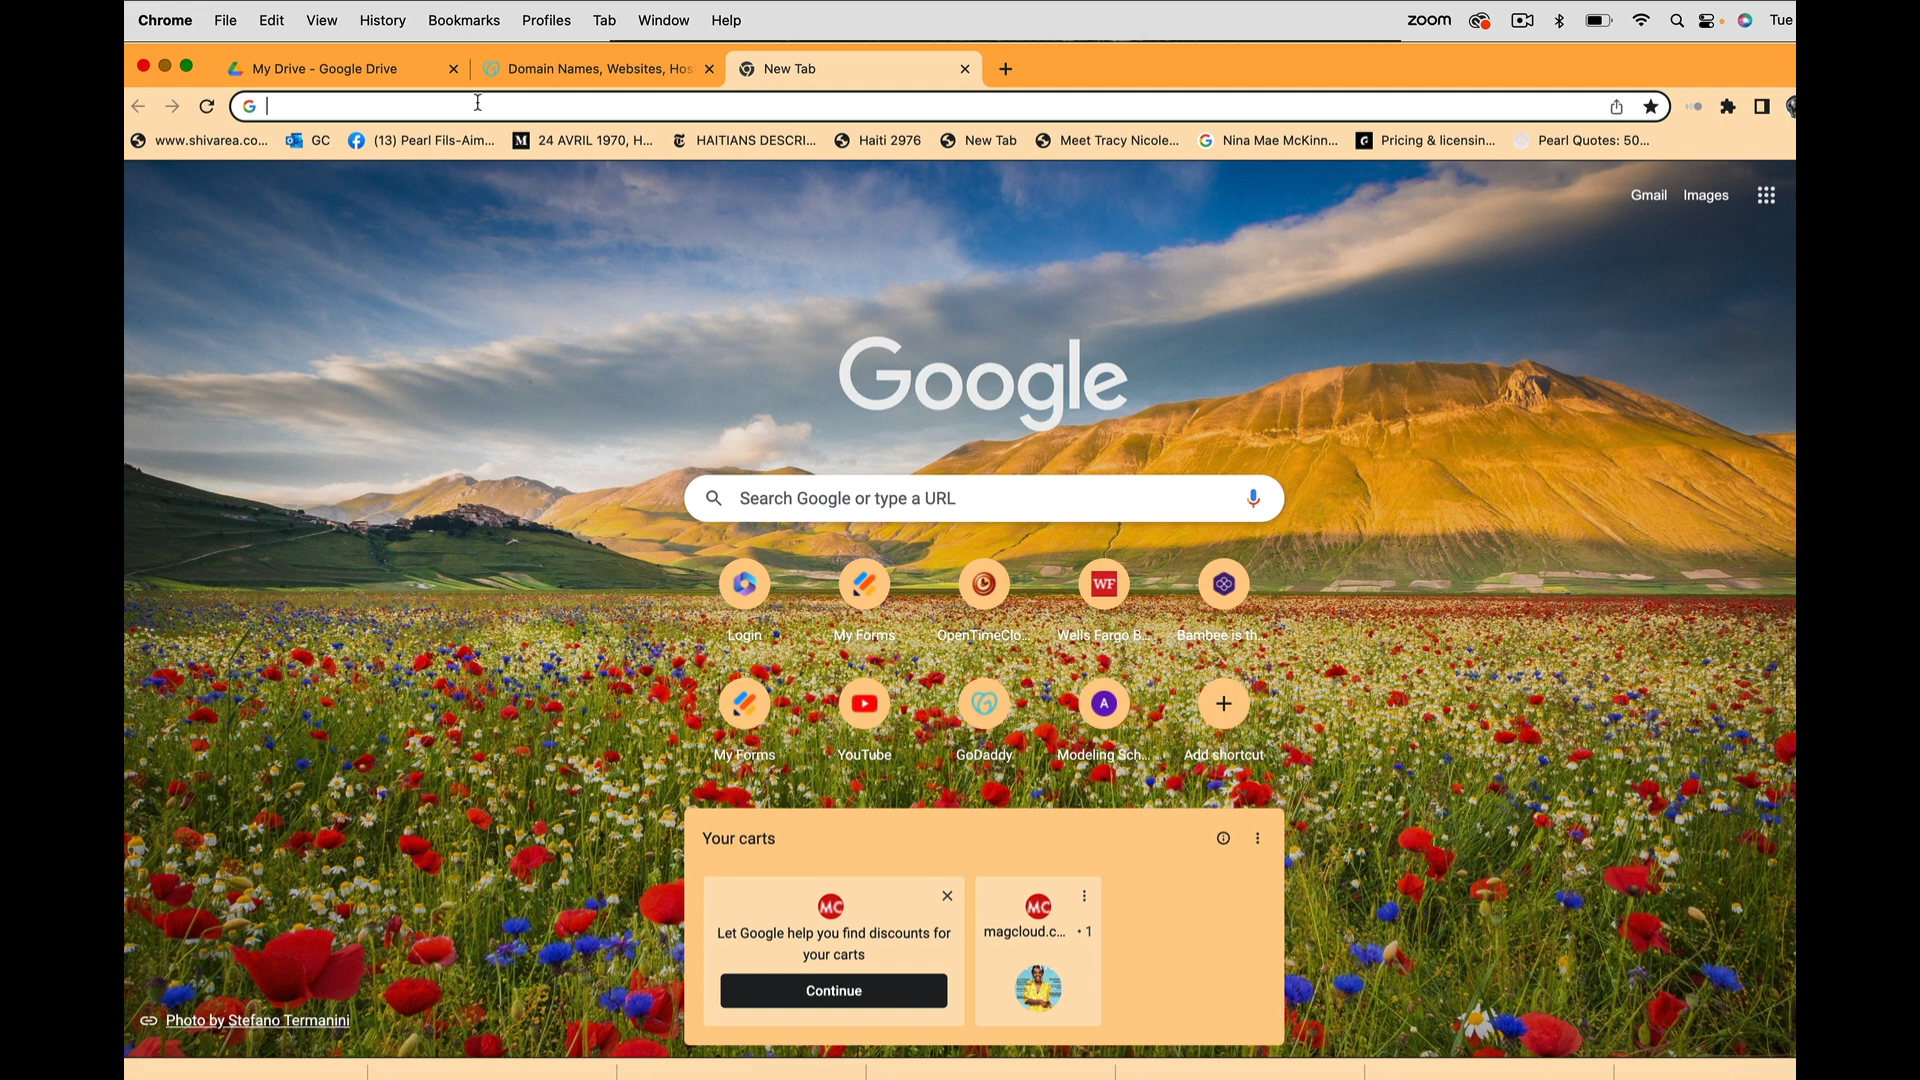 Chrome File Edit View History Bookmarks Profiles Tab Window Help zoom Tue
My Drive - Google Drive Domain Names, Websites, Hos New Tab
www.shivarea.co... GC (13) Pearl Fils-Aim... M 24 AVRIL 1970, H... HAITIANS DESCRI... Haiti 2976 New Tab Meet Tracy Nicole... Nina Mae McKinn... Pricing & licensin... Pearl Quotes: 50...
Gmail Images
Google
Search Google or type a URL
WF
Login My Forms OpenTimeClo... Wells Fargo B... Bambee is th...
A
My Forms YouTube GoDaddy Modeling Sch... Add shortcut
Your carts
MC MC
Let Google help you find discounts for your carts
magcloud.c... • 1
Continue
Photo by Stefano Termanini